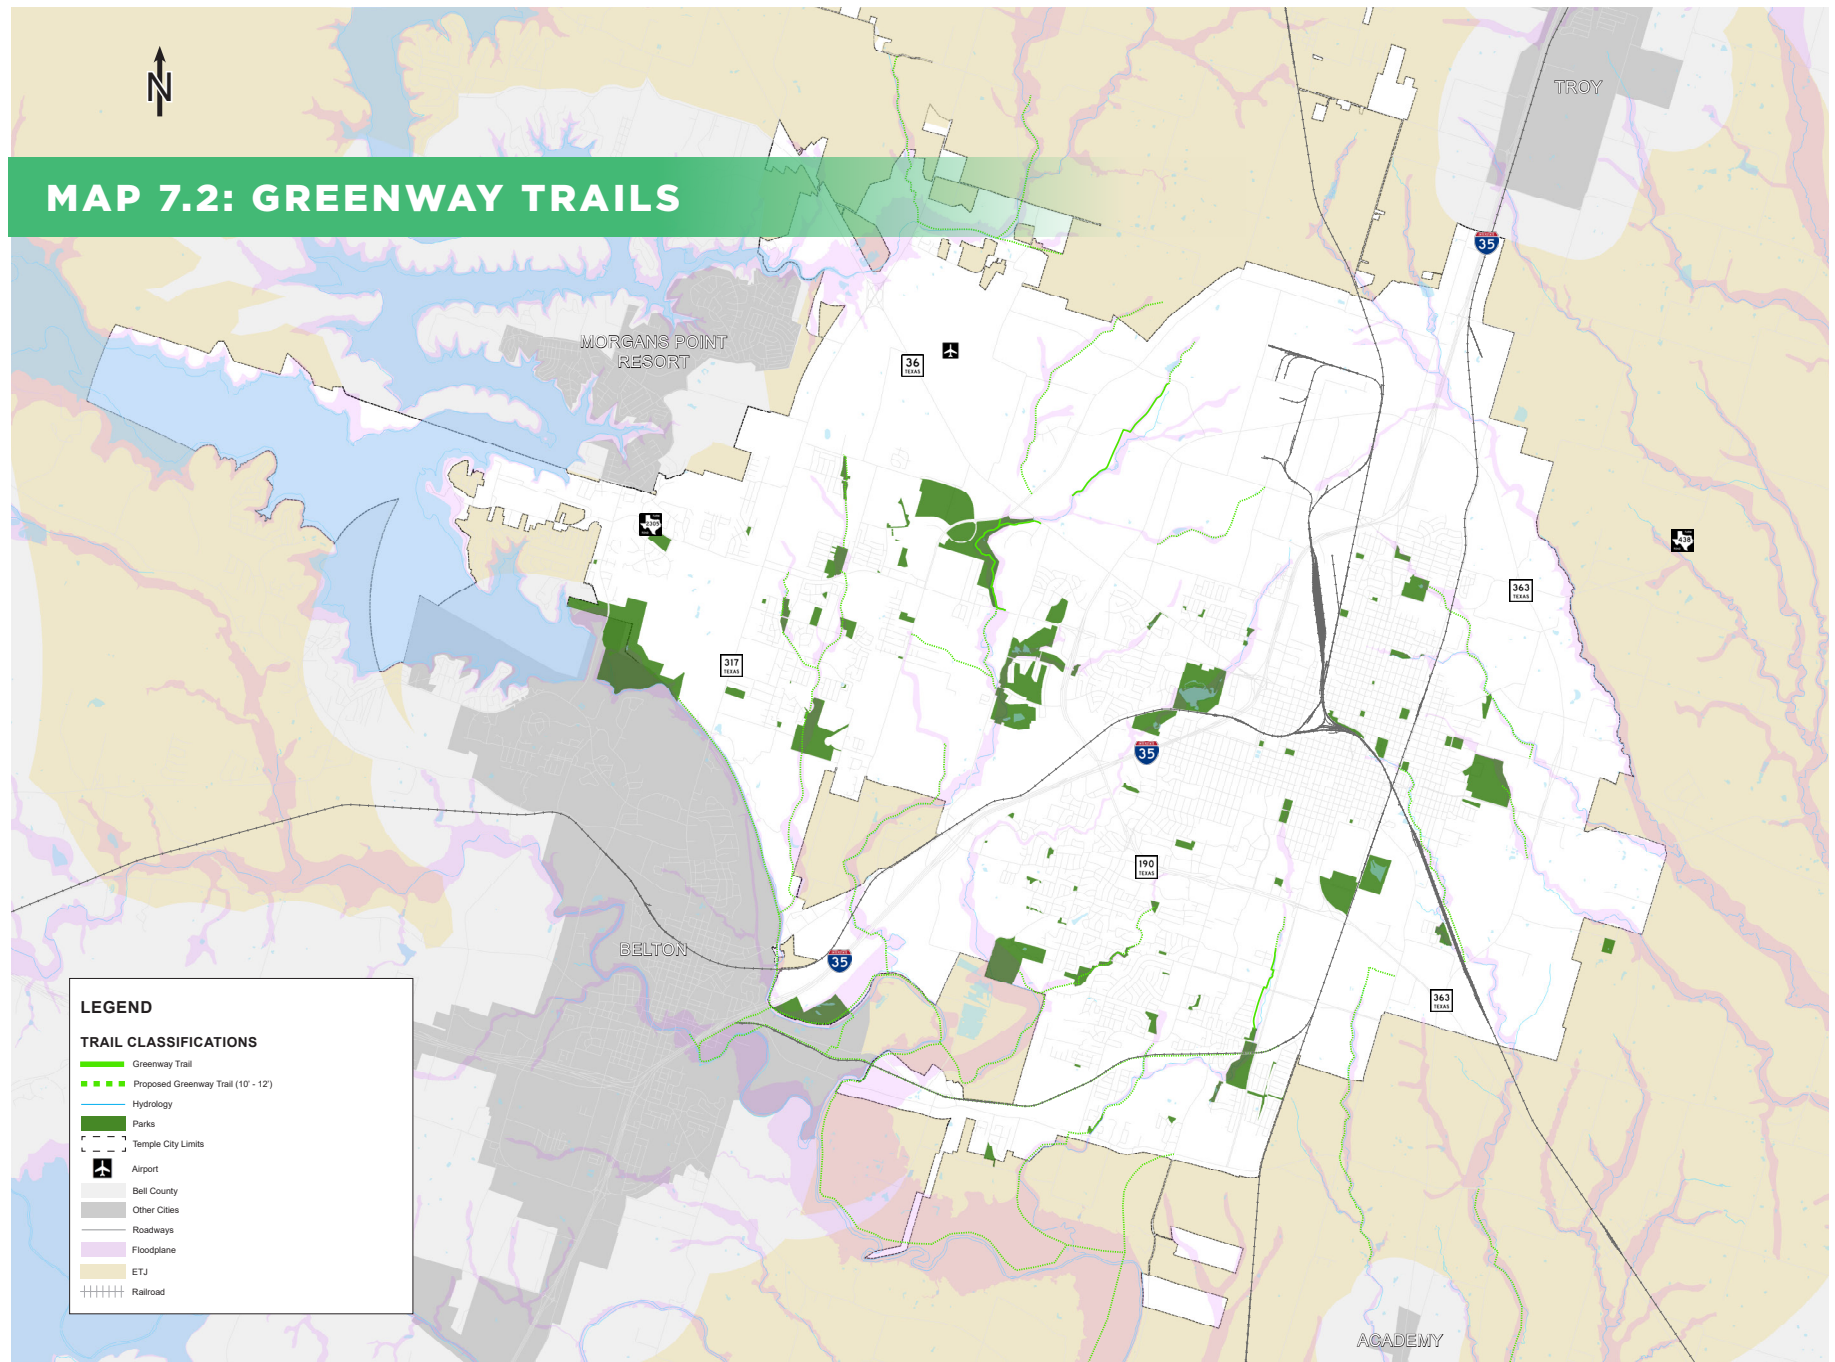 N
TROY
MAP 7.2: GREENWAY TRAILS
35
MORGANS POINT
RESORT
36
TEXAS
2305
438
363
TEXAS
317
TEXAS
35
190
TEXAS
BELTON
35
363
TEXAS
LEGEND
TRAIL CLASSIFICATIONS
Greenway Trail
Proposed Greenway Trail (10' - 12')
Hydrology
Parks
Temple City Limits
Airport
Bell County
Other Cities
Roadways
Floodplane
ETJ
Railroad
ACADEMY